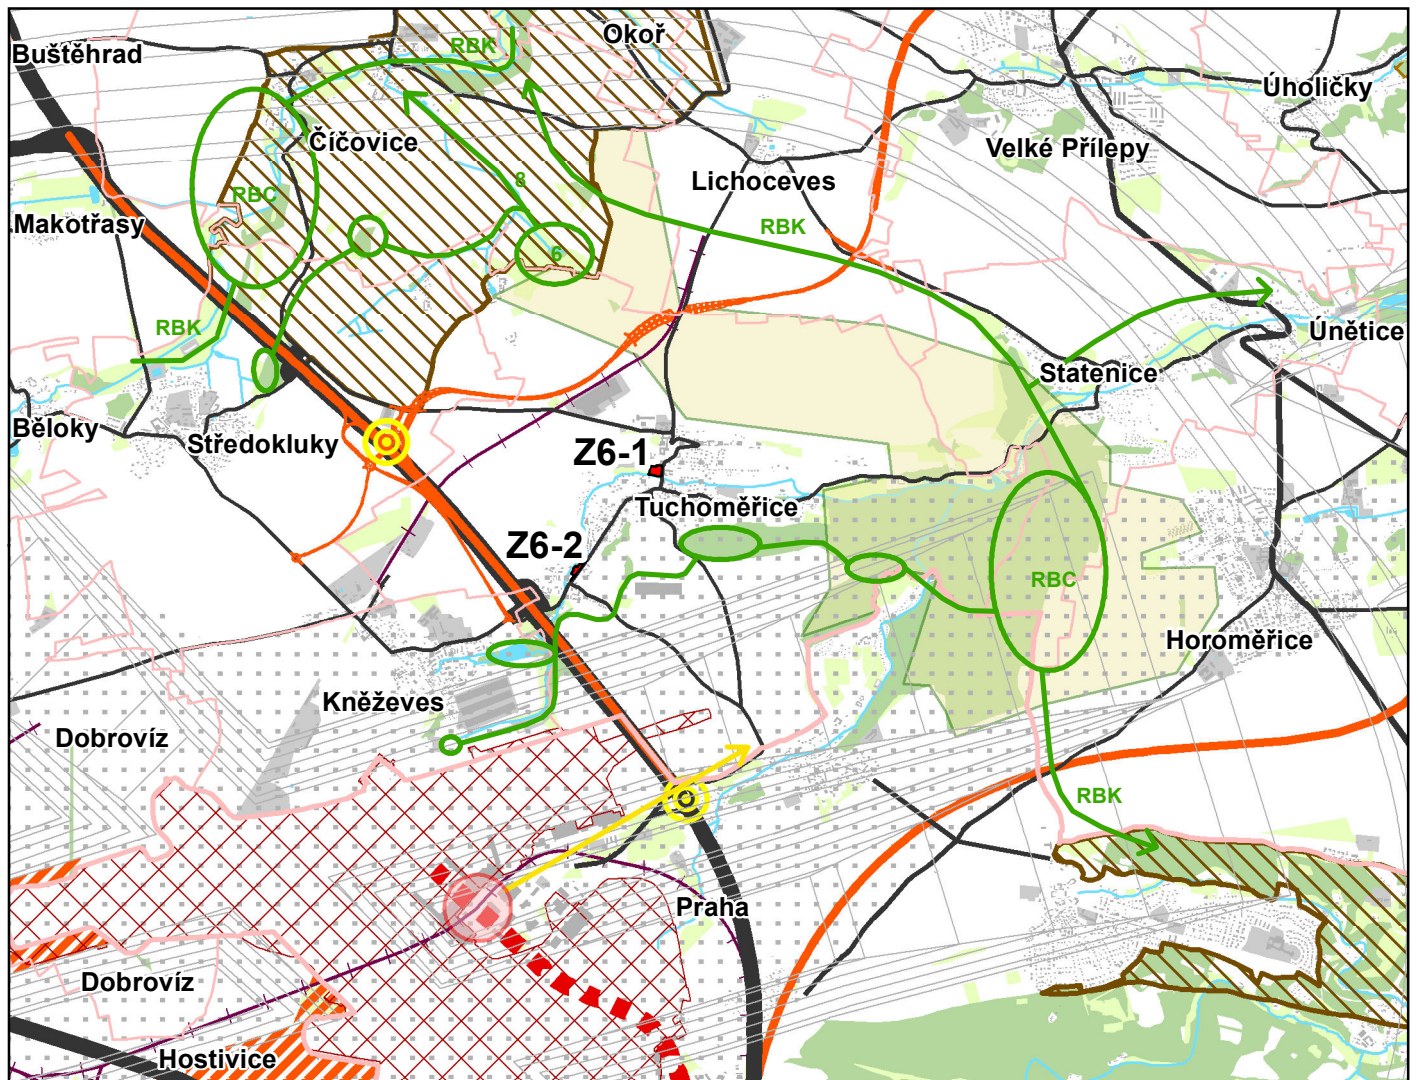 Buštěhrad
RBK
Okoř
Úholičky
Číčovice
Velké Přílepy
8
Lichoceves
RBC
Makotřasy
RBK
6
RBK
Únětice
Statenice
Běloky
Středokluky
Z6-1
Tuchoměřice
Z6-2
RBC
Horoměřice
Kněževes
Dobrovíz
RBK
Praha
Dobrovíz
Hostivice